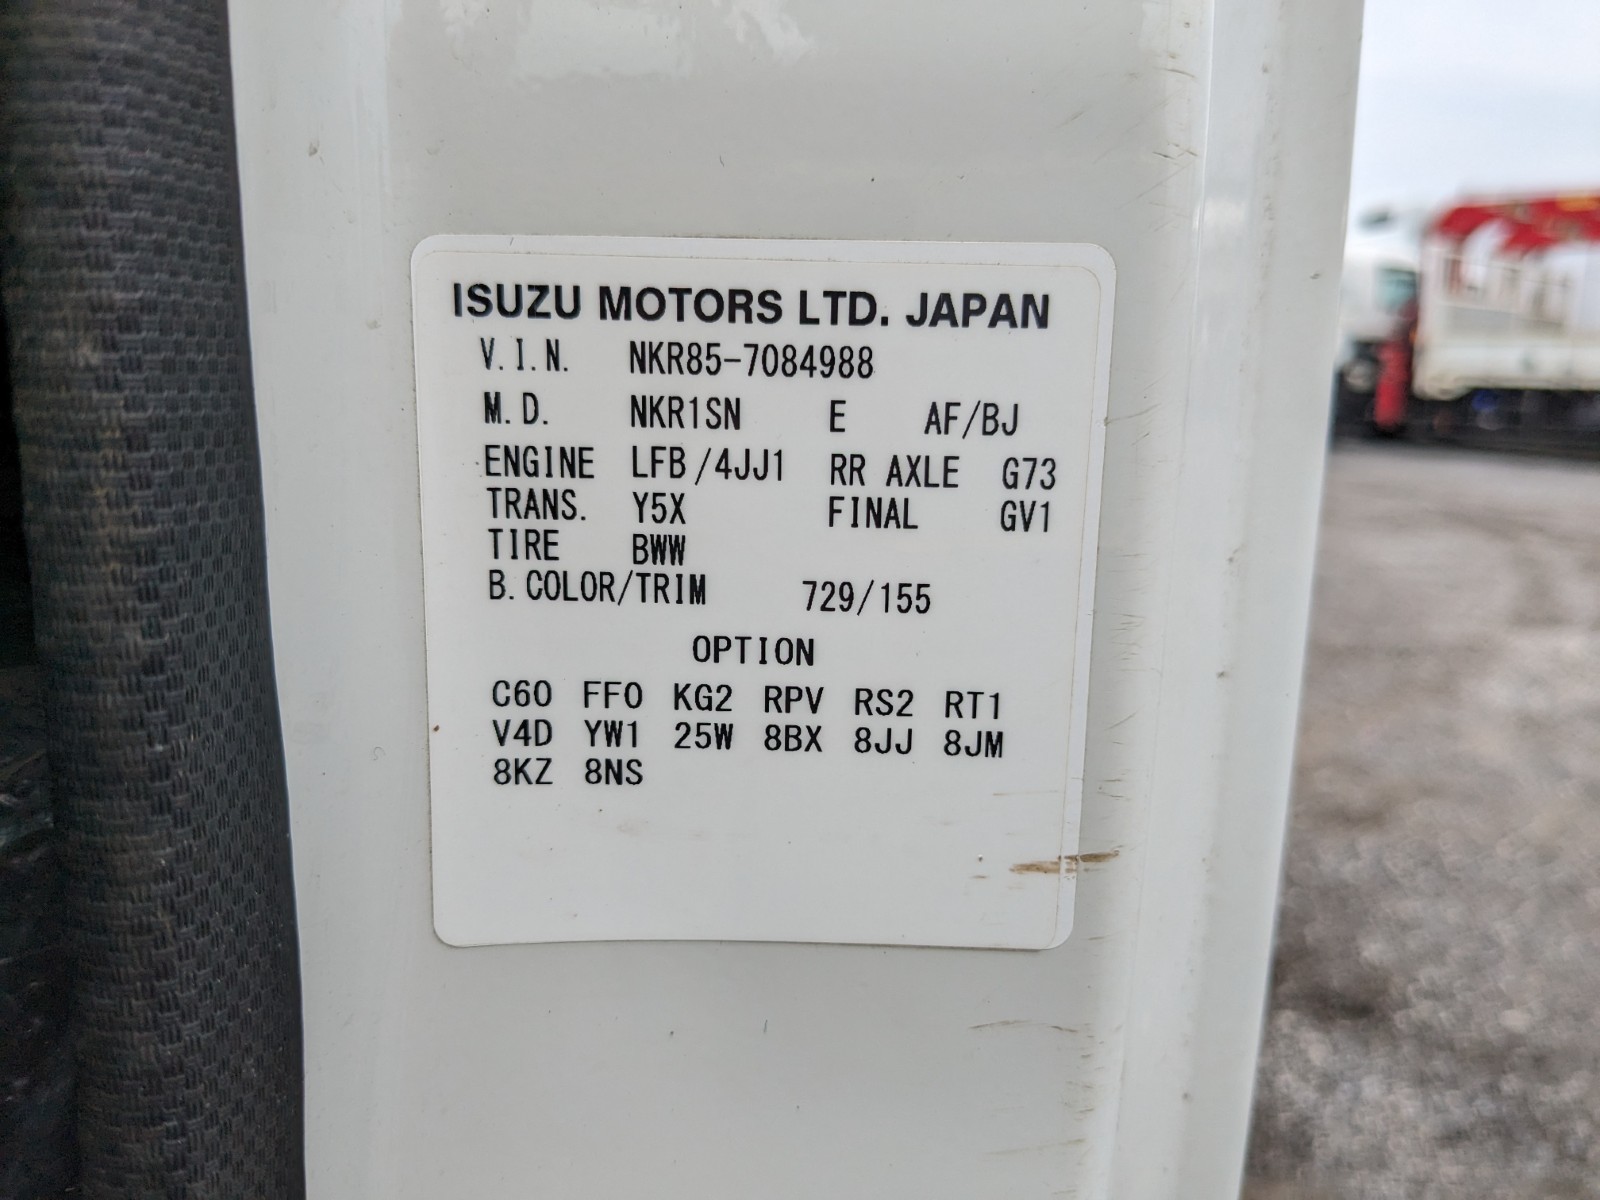 ISUZU MOTORS LTD. JAPAN
V.I.N. NKR85-7084988
M.D. NKR1SN E AF/BJ
ENGINE LFB/4JJ1 RR AXLE G73
TRANS. Y5X FINAL GV1
TIRE BWW
B.COLOR/TRIM 729/155
OPTION
C60 FF0 KG2 RPV RS2 RT1
V4D YW1 25W 8BX 8JJ 8JM
8KZ 8NS